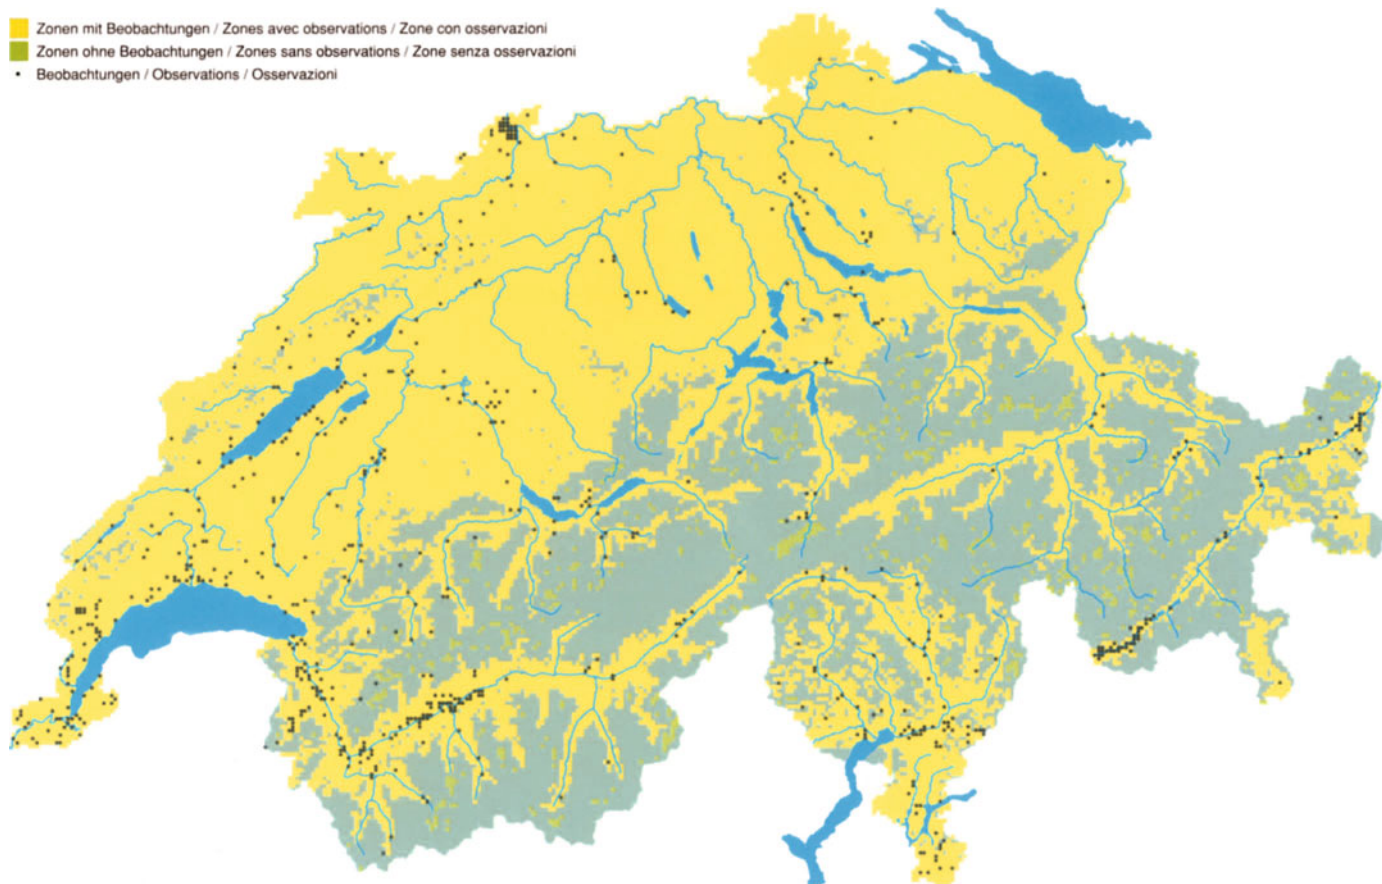 Zonen mit Beobachtungen / Zones avec observations / Zone con osservazioni
Zonen ohne Beobachtungen / Zones sans observations / Zone senza osservazioni
Beobachtungen / Observations / Osservazioni